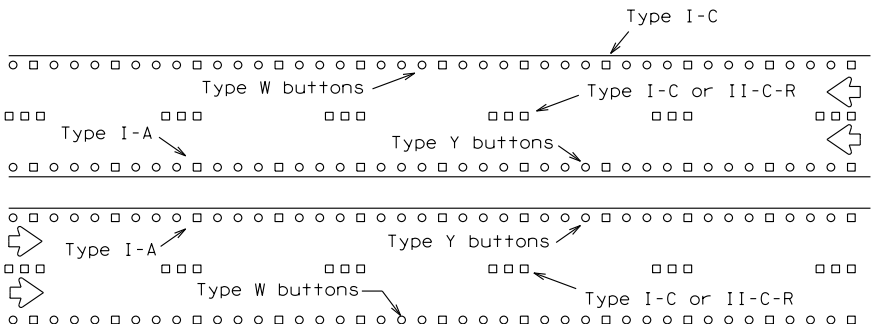 Type I-C
Type W buttons
Type I-C or II-C-R
Type I-A
Type Y buttons
Type I-A
Type Y buttons
Type W buttons
Type I-C or II-C-R